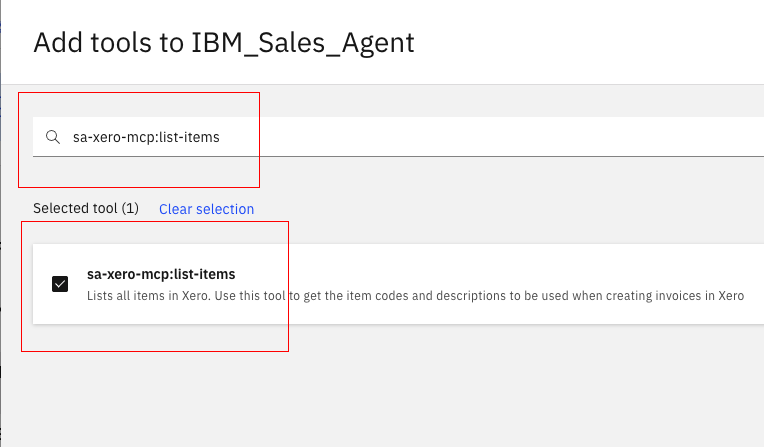 Add tools to IBM_Sales_Agent
sa-xero-mcp:list-items
Selected tool (1) Clear selection
sa-xero-mcp:list-items
Lists all items in Xero. Use this tool to get the item codes and descriptions to be used when creating invoices in Xero